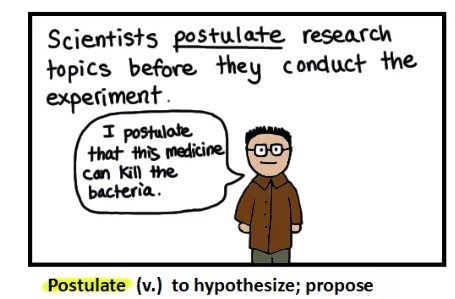 Scientists postulate research
topics before they conduct the
experiment.
I postulate
that this medicine
can kill the
bacteria.
Postulate (v.) to hypothesize; propose